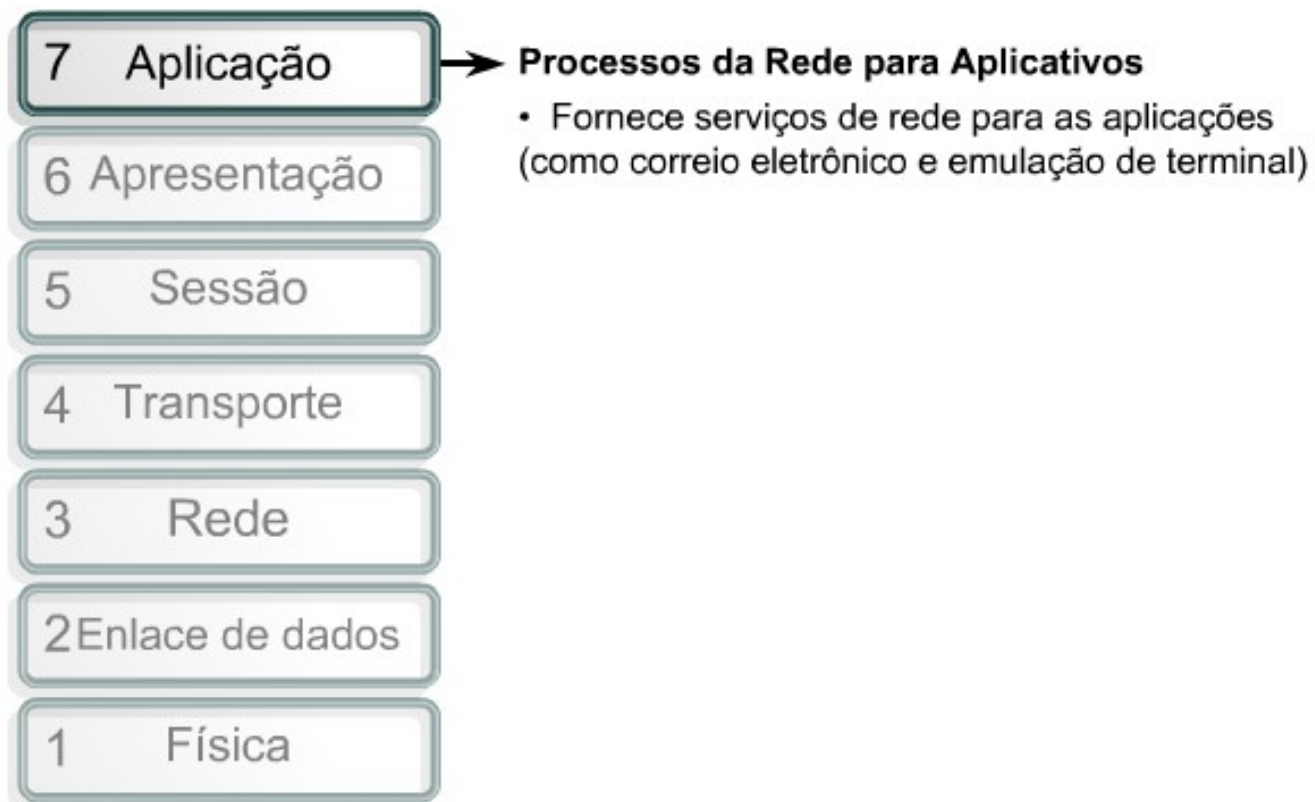 7 Aplicação
Processos da Rede para Aplicativos
• Fornece serviços de rede para as aplicações
(como correio eletrônico e emulação de terminal)
6 Apresentação
5 Sessão
4 Transporte
3 Rede
2 Enlace de dados
1 Física